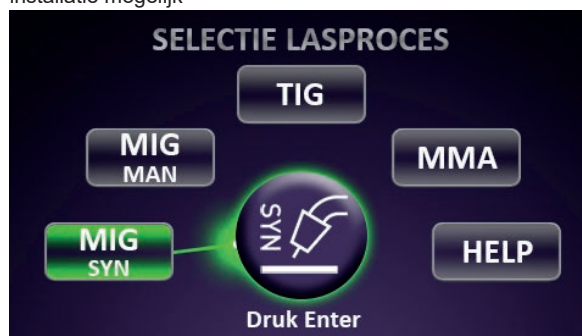 installatie mogelijk
SELECTIE LASPROCES
TIG
MIG
MAN
MMA
MIG
SYN
SYN
HELP
Druk Enter